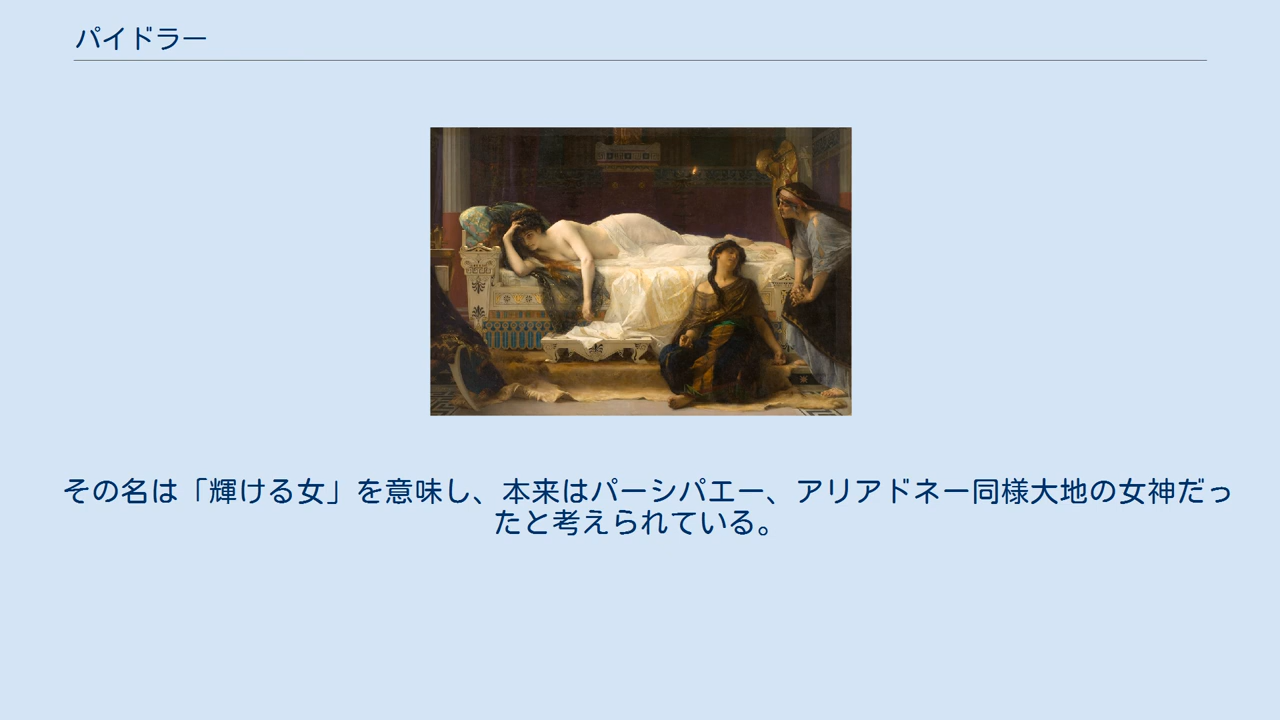 パイドラー
その名は「輝ける女」を意味し、本来はパーシパエー、アリアドネー同様大地の女神だっ
たと考えられている。